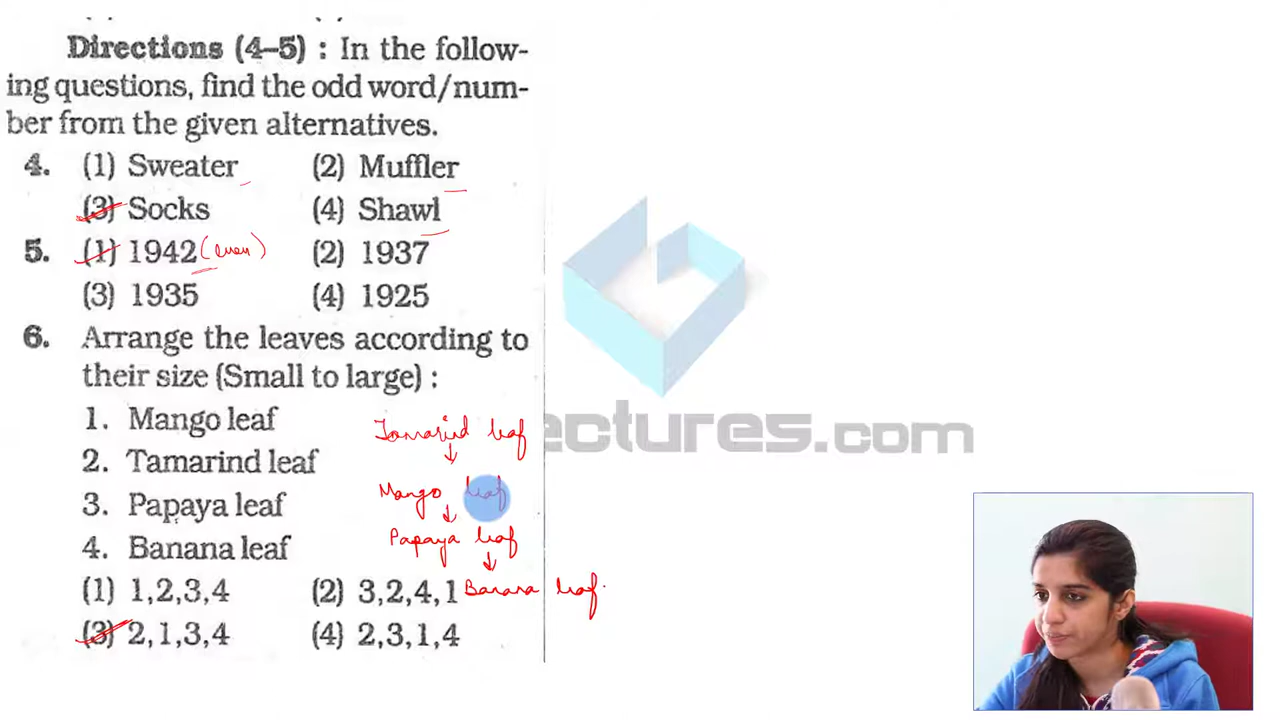 Directions (4–5) : In the follow-
ing questions, find the odd word/num-
ber from the given alternatives.
4. (1) Sweater (2) Muffler
(3) Socks (4) Shawl
5. (1) 1942 (even) (2) 1937
(3) 1935 (4) 1925
6. Arrange the leaves according to
their size (Small to large) :
1. Mango leaf
Tamarind leaf
2. Tamarind leaf
Mango leaf
3. Papaya leaf
Papaya leaf
4. Banana leaf
(1) 1,2,3,4 (2) 3,2,4,1 Banana leaf.
(3) 2,1,3,4 (4) 2,3,1,4
ectures.com